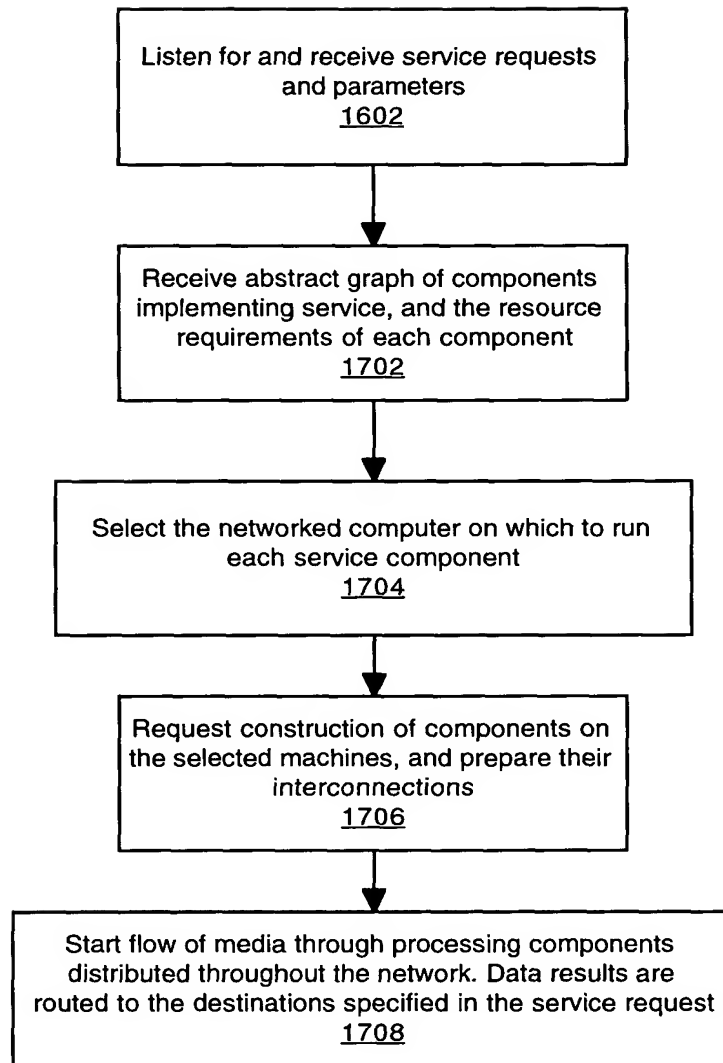 Listen for and receive service requests
and parameters
1602
Receive abstract graph of components
implementing service, and the resource
requirements of each component
1702
Select the networked computer on which to run
each service component
1704
Request construction of components on
the selected machines, and prepare their
interconnections
1706
Start flow of media through processing components
distributed throughout the network. Data results are
routed to the destinations specified in the service request
1708